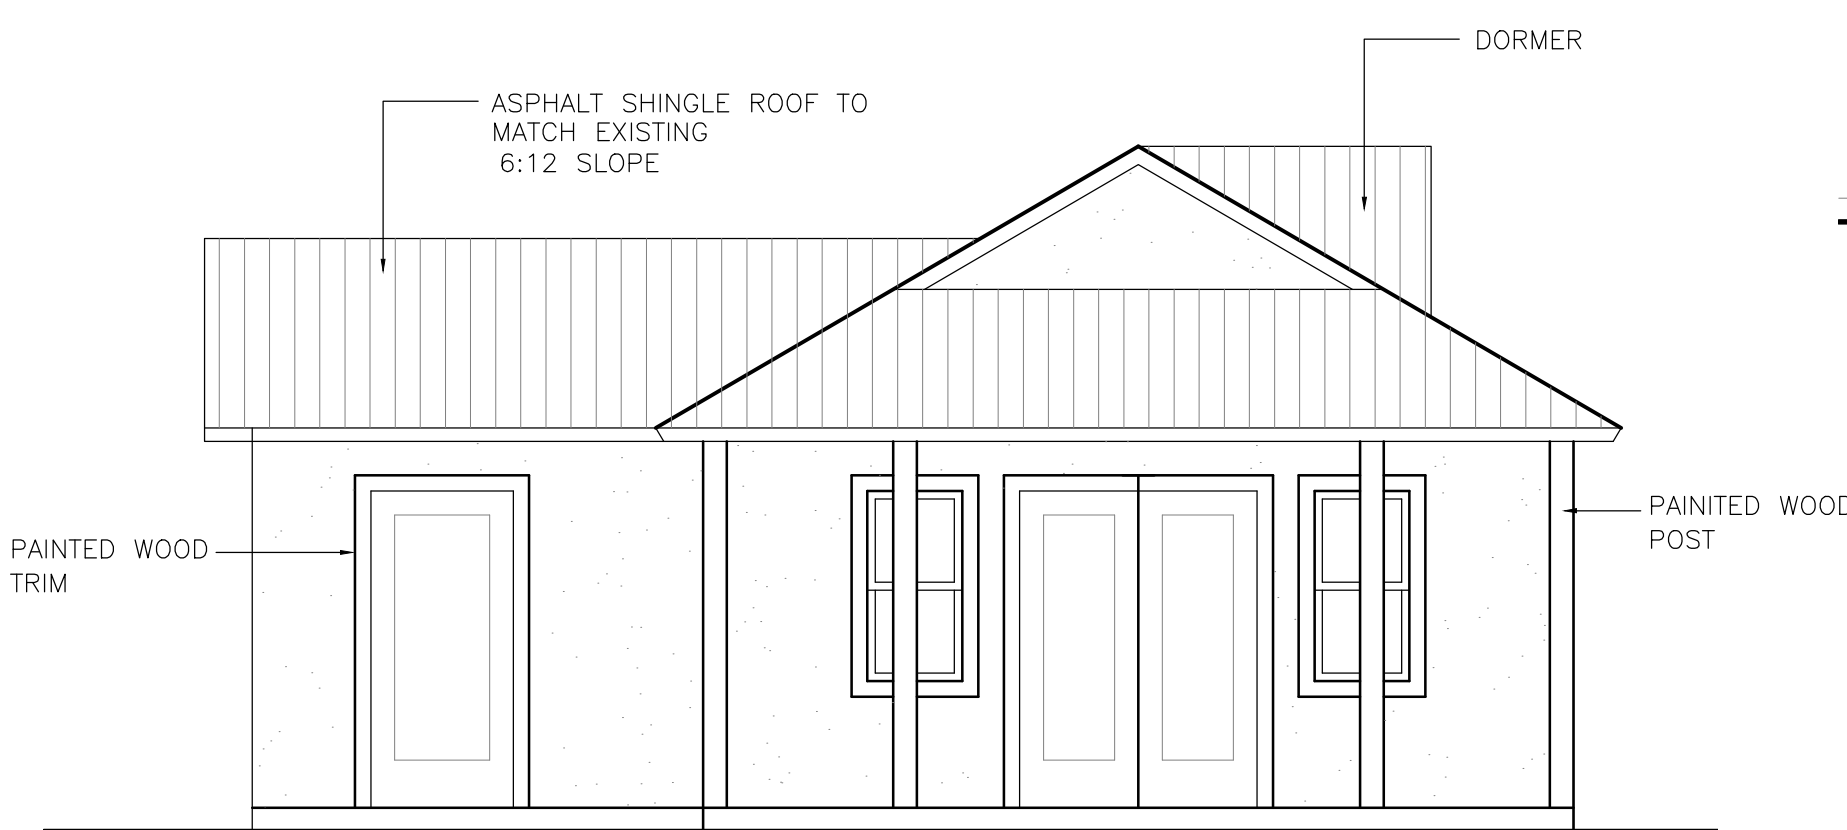 DORMER
ASPHALT SHINGLE ROOF TO
MATCH EXISTING
6:12 SLOPE
PAINTED WOOD
TRIM
PAINITED WOOD
POST